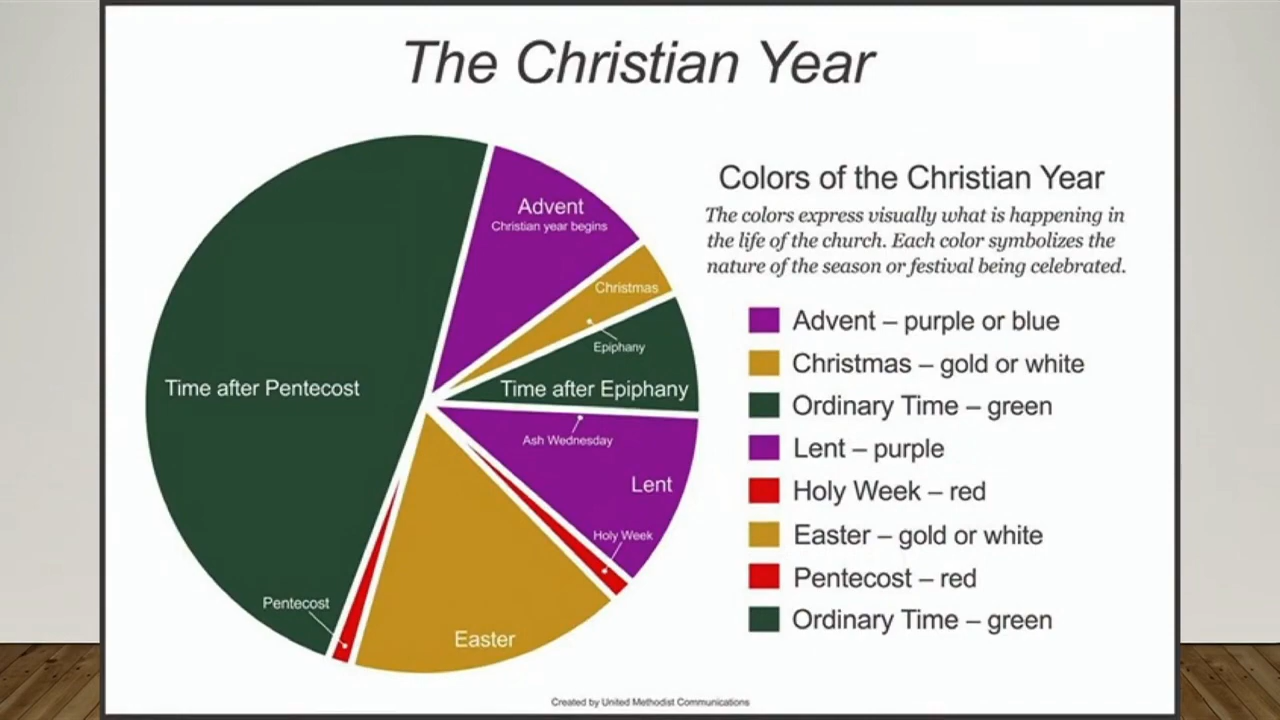 The Christian Year
Advent
Christian year begins
Christmas
Epiphany
Time after Epiphany
Time after Pentecost
Ash Wednesday
Lent
Holy Week
Pentecost
Easter
Colors of the Christian Year
The colors express visually what is happening in
the life of the church. Each color symbolizes the
nature of the season or festival being celebrated.
Advent – purple or blue
Christmas – gold or white
Ordinary Time – green
Lent – purple
Holy Week – red
Easter – gold or white
Pentecost – red
Ordinary Time – green
Created by United Methodist Communications